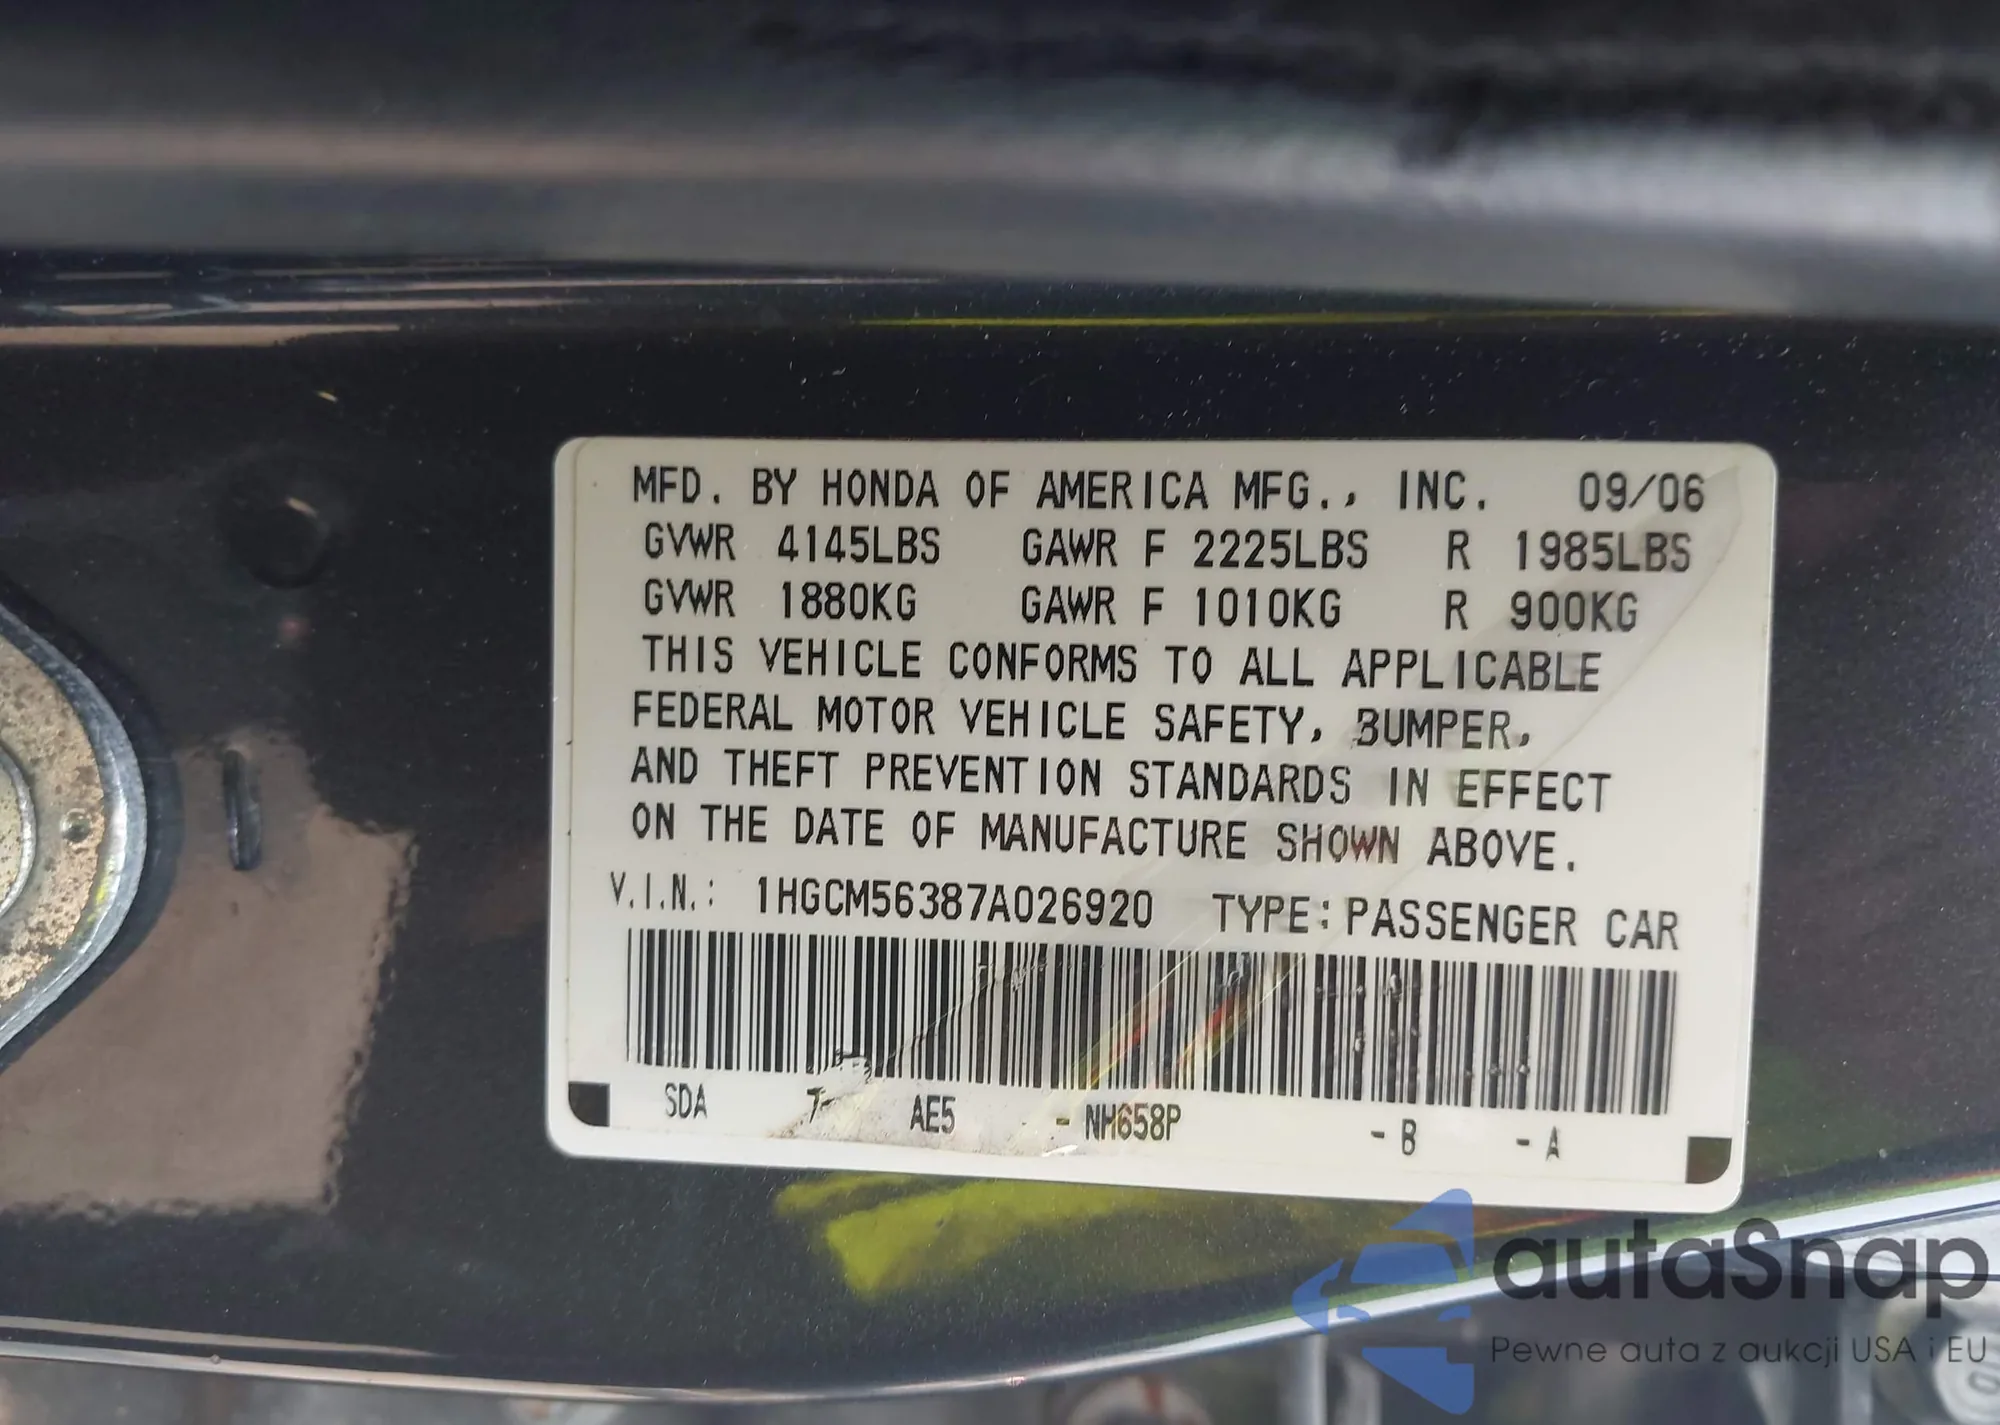 MFD. BY HONDA OF AMERICA MFG., INC. 09/06
GVWR 4145LBS GAWR F 2225LBS R 1985LBS
GVWR 1880KG GAWR F 1010KG R 900KG
THIS VEHICLE CONFORMS TO ALL APPLICABLE
FEDERAL MOTOR VEHICLE SAFETY, BUMPER,
AND THEFT PREVENTION STANDARDS IN EFFECT
ON THE DATE OF MANUFACTURE SHOWN ABOVE.
V.I.N.: 1HGCM56387A026920 TYPE: PASSENGER CAR
SDA 7- AE5 - NH658P - B - A
autaSnap
Pewne auta z aukcji USA i EU